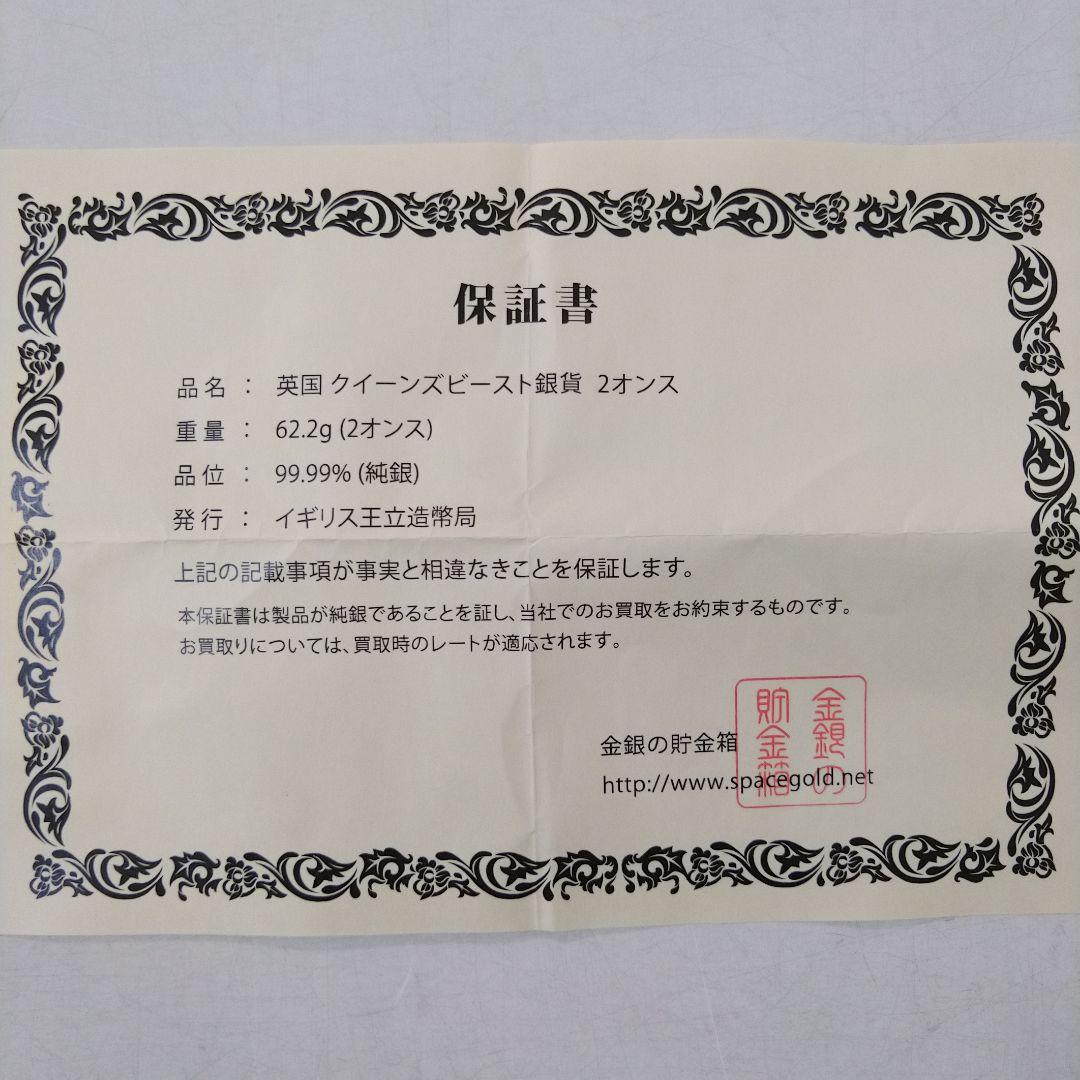 保証書
品名 ： 英国 クイーンズビースト銀貨 2オンス
重量 ： 62.2g (2オンス)
品位 ： 99.99% (純銀)
発行 ： イギリス王立造幣局
上記の記載事項が事実と相違なきことを保証します。
本保証書は製品が純銀であることを証し、当社でのお買取をお約束するものです。
お買取りについては、買取時のレートが適応されます。
金銀の貯金箱
http://www.spacegold.net
金銀の
貯金箱